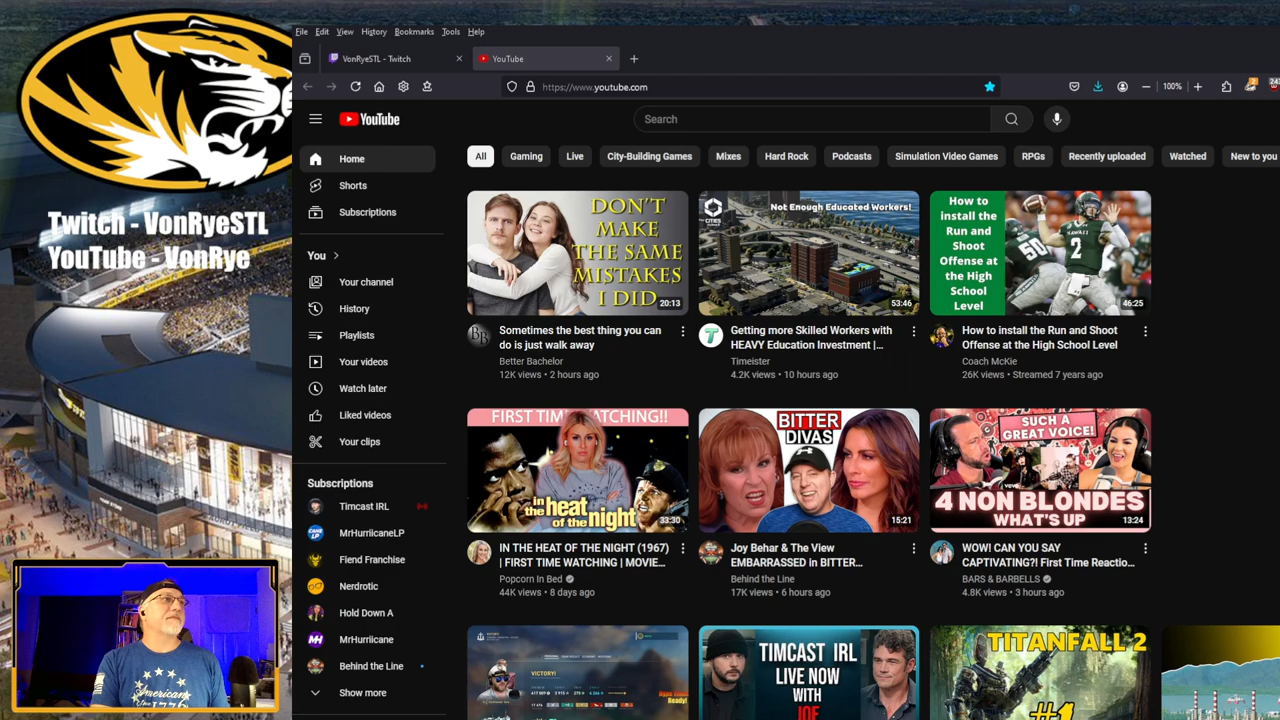 Twitch - VonRyeSTL
YouTube - VonRye
File Edit View History Bookmarks Tools Help
VonRyeSTL - Twitch
YouTube
https://www.youtube.com
100%
YouTube
Search
Home
Shorts
Subscriptions
You
Your channel
History
Playlists
Your videos
Watch later
Liked videos
Your clips
Subscriptions
Timcast IRL
MrHurricaneLP
Fiend Franchise
Nerdrotic
Hold Down A
MrHurriicane
Behind the Line
Show more
All Gaming Live City-Building Games Mixes Hard Rock Podcasts Simulation Video Games RPGs Recently uploaded Watched New to you
DON'T
MAKE
THE SAME
MISTAKES
I DID
20:13
Sometimes the best thing you can
do is just walk away
Better Bachelor
12K views • 2 hours ago
Not Enough Educated Workers!
53:46
Getting more Skilled Workers with
HEAVY Education Investment |...
Timeister
4.2K views • 10 hours ago
How to
install the
Run and
Shoot
Offense at
the High
School
Level
46:25
How to install the Run and Shoot
Offense at the High School Level
Coach McKie
26K views • Streamed 7 years ago
FIRST TIME WATCHING!!
in the heat of the night
33:30
IN THE HEAT OF THE NIGHT (1967)
| FIRST TIME WATCHING | MOVIE...
Popcorn In Bed
44K views • 8 days ago
BITTER
DIVAS
15:21
Joy Behar & The View
EMBARRASSED in BITTER...
Behind the Line
17K views • 6 hours ago
SUCH A
GREAT VOICE!
4 NON BLONDES
WHAT'S UP
13:24
WOW! CAN YOU SAY
CAPTIVATING?! First Time Reactio...
BARS & BARBELLS
4.8K views • 3 hours ago
VICTORY!
TIMCAST IRL
LIVE NOW
WITH
JOE
TITANFALL 2
#1